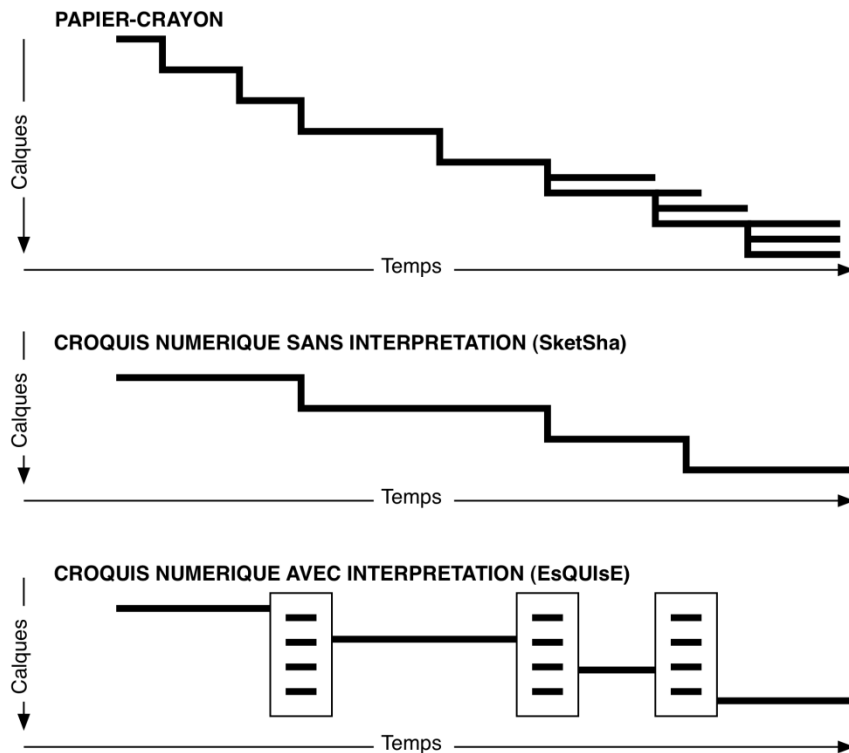 PAPIER-CRAYON
Calques
Temps
CROQUIS NUMERIQUE SANS INTERPRETATION (SketSha)
Calques
Temps
CROQUIS NUMERIQUE AVEC INTERPRETATION (EsQUIsE)
Calques
Temps